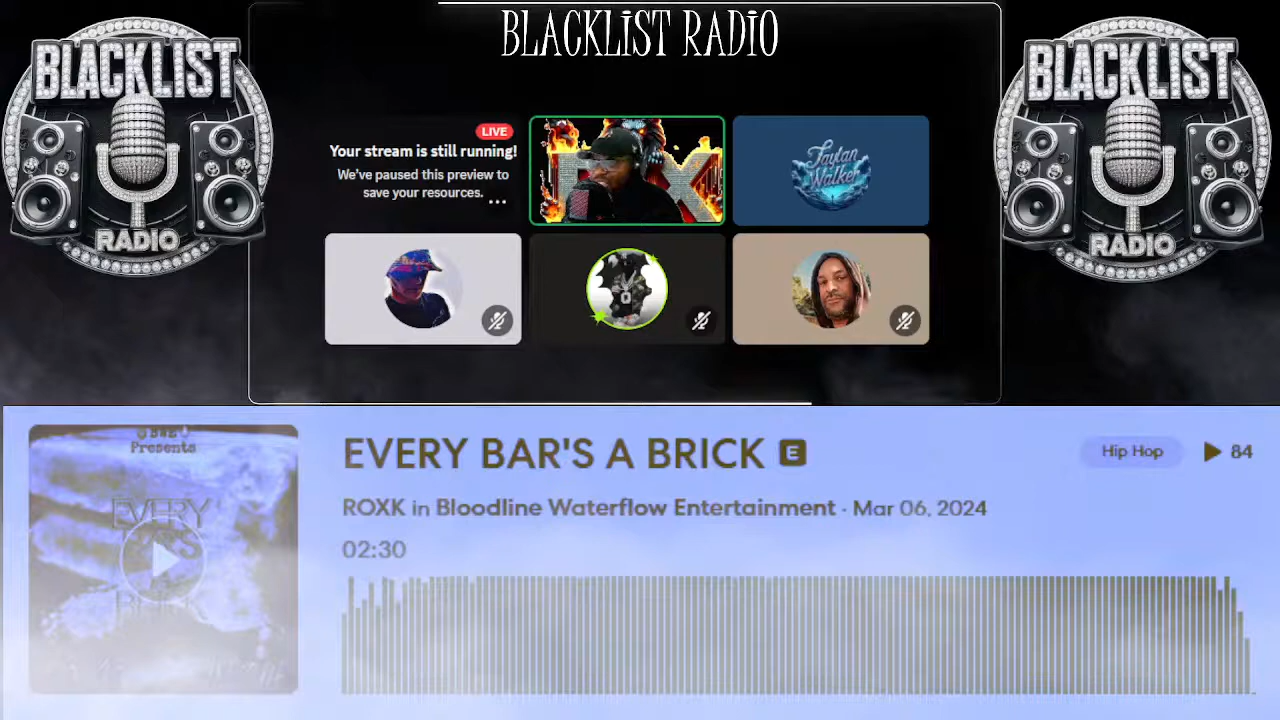 BLACKLIST RADIO
BLACKLIST
RADIO
BLACKLIST
RADIO
LIVE
Your stream is still running!
We've paused this preview to
save your resources.
...
Taylan
Walker
Presents
EVERY
BRICK
EVERY BAR'S A BRICK E
Hip Hop
84
ROXK in Bloodline Waterflow Entertainment · Mar 06, 2024
02:30